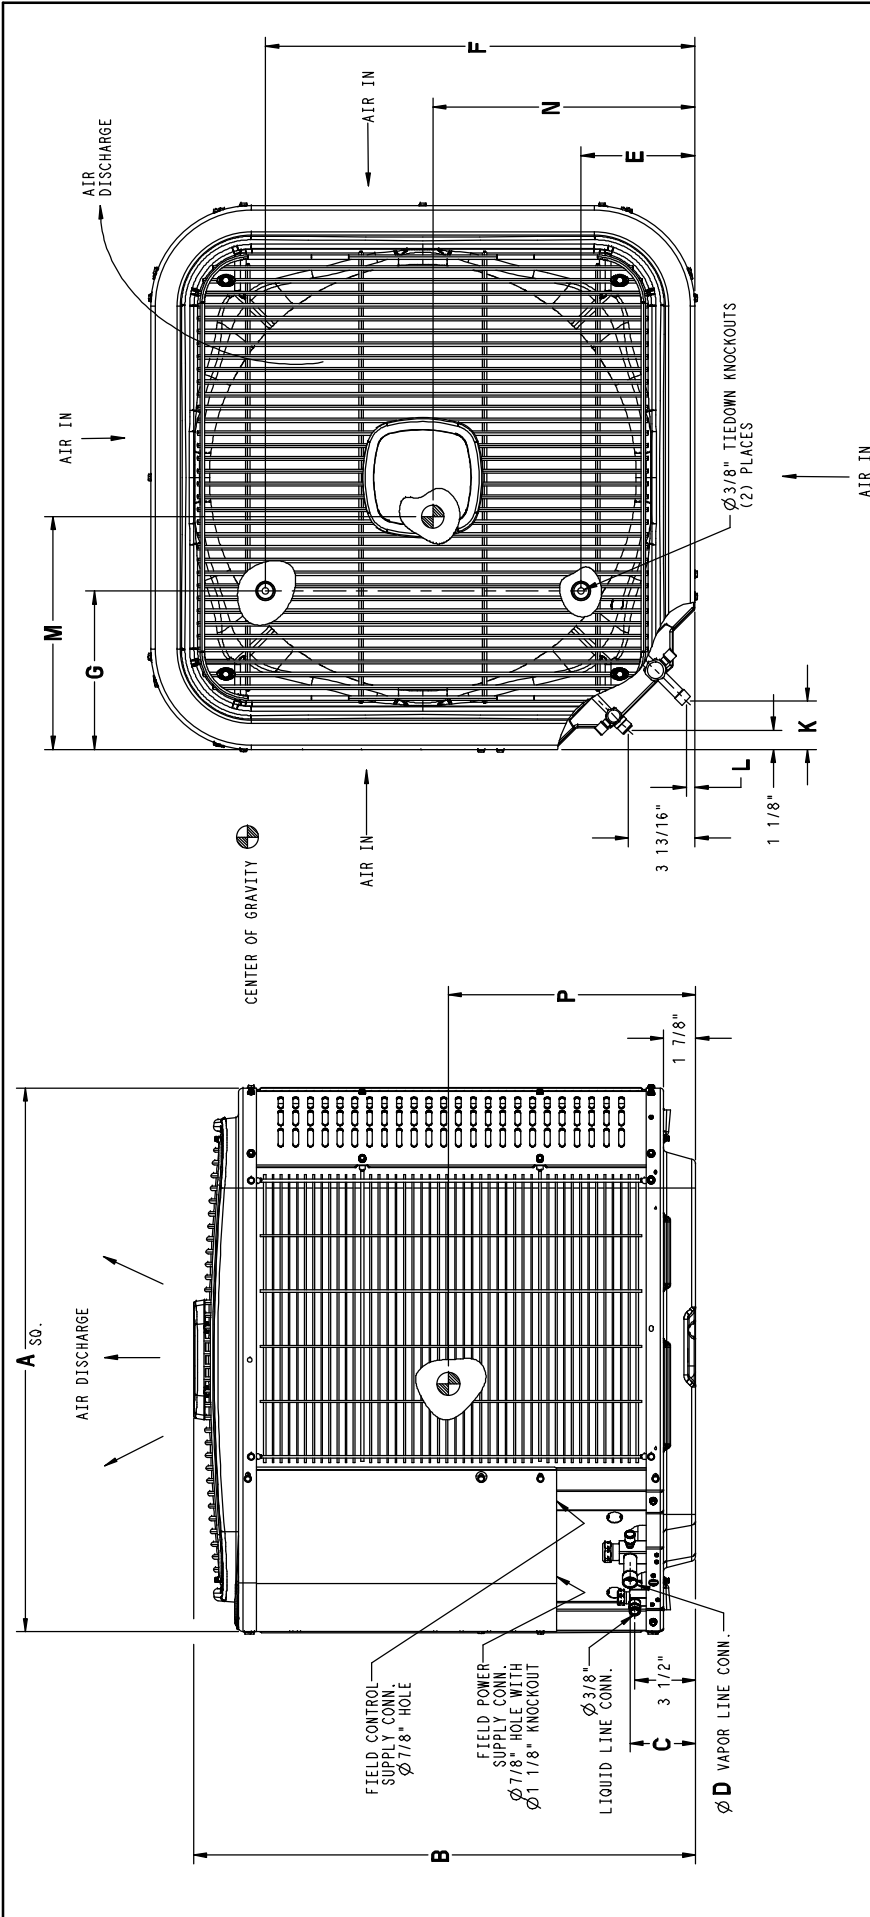 A SQ.
AIR DISCHARGE
B
FIELD CONTROL
SUPPLY CONN.
Ø7/8" HOLE
FIELD POWER
SUPPLY CONN.
Ø7/8" HOLE WITH
Ø1 1/8" KNOCKOUT
Ø3/8"
LIQUID LINE CONN.
3 1/2"
C
ØD VAPOR LINE CONN.
P
1 7/8"
CENTER OF GRAVITY
M
G
AIR IN
AIR
DISCHARGE
AIR IN
AIR IN
AIR IN
F
N
E
Ø3/8" TIEDOWN KNOCKOUTS
(2) PLACES
3 13/16"
L
1 1/8"
K